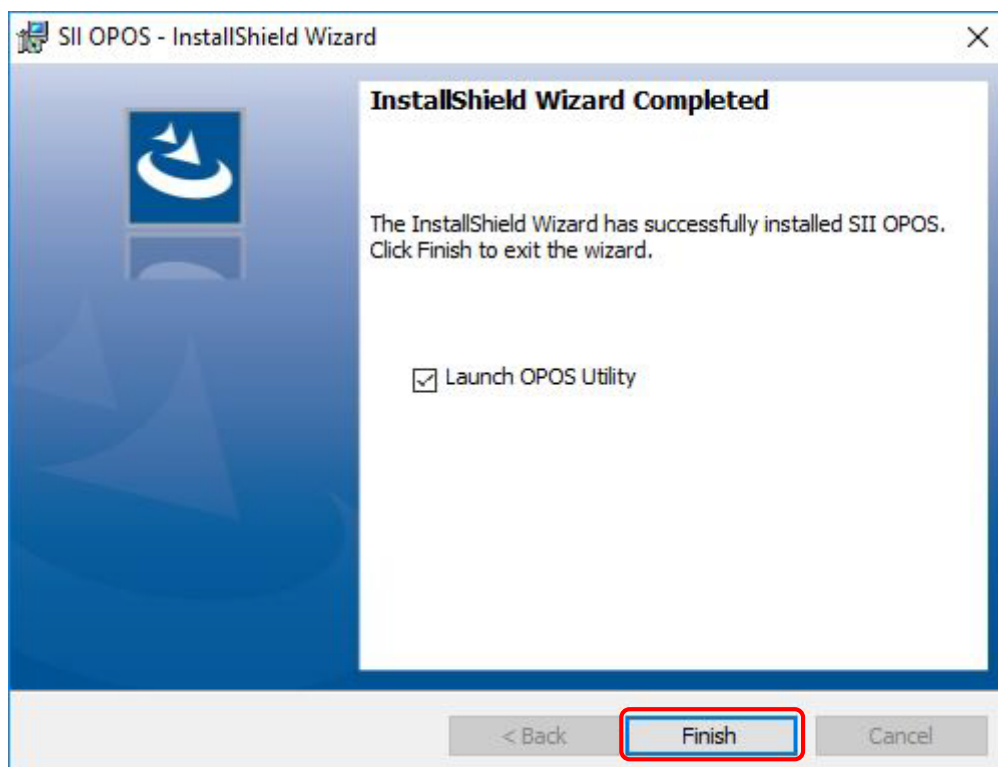 SII OPOS - InstallShield Wizard
InstallShield Wizard Completed
The InstallShield Wizard has successfully installed SII OPOS.
Click Finish to exit the wizard.
Launch OPOS Utility
< Back
Finish
Cancel